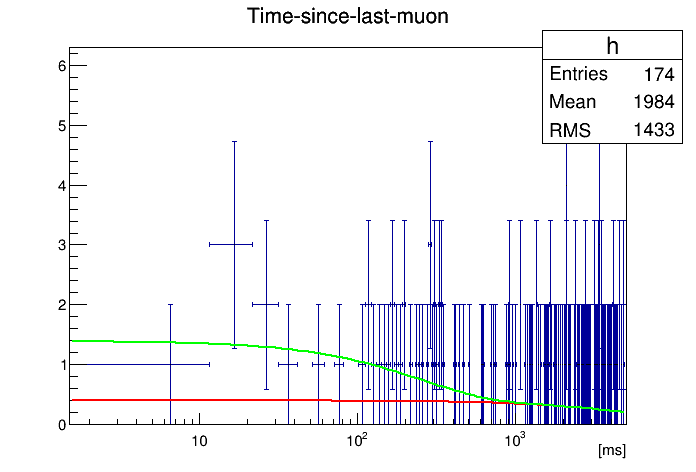 Time-since-last-muon
h
Entries 174
Mean 1984
RMS 1433
6
5
4
3
2
1
0
10
10²
10³
[ms]